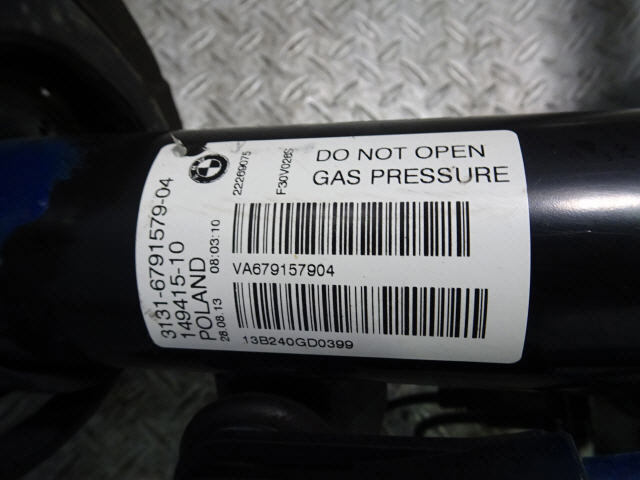 DO NOT OPEN
GAS PRESSURE
22269075
F30V028S
VA679157904
13B240GD0399
3131-6791579-04
149415-10
POLAND
28.08.13
08:03:10